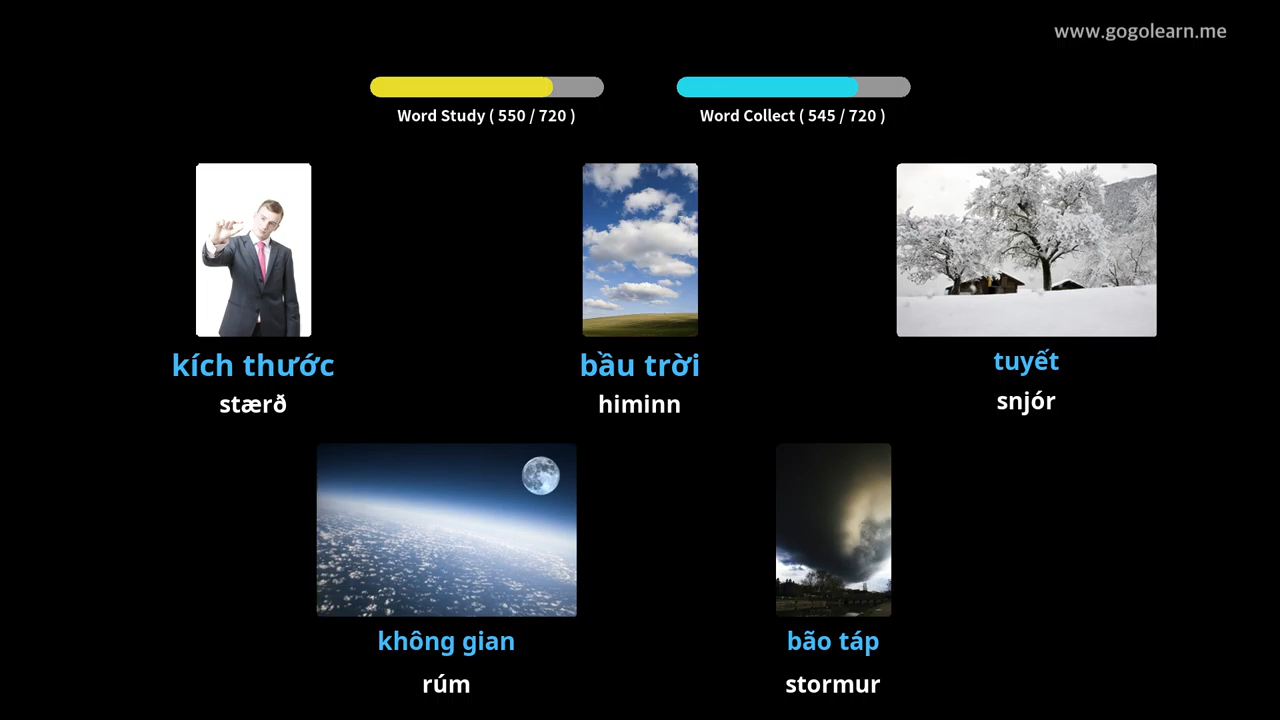 www.gogolearn.me
Word Study ( 550 / 720 )
Word Collect ( 545 / 720 )
kích thước
stærð
bầu trời
himinn
tuyết
snjór
không gian
rúm
bão táp
stormur